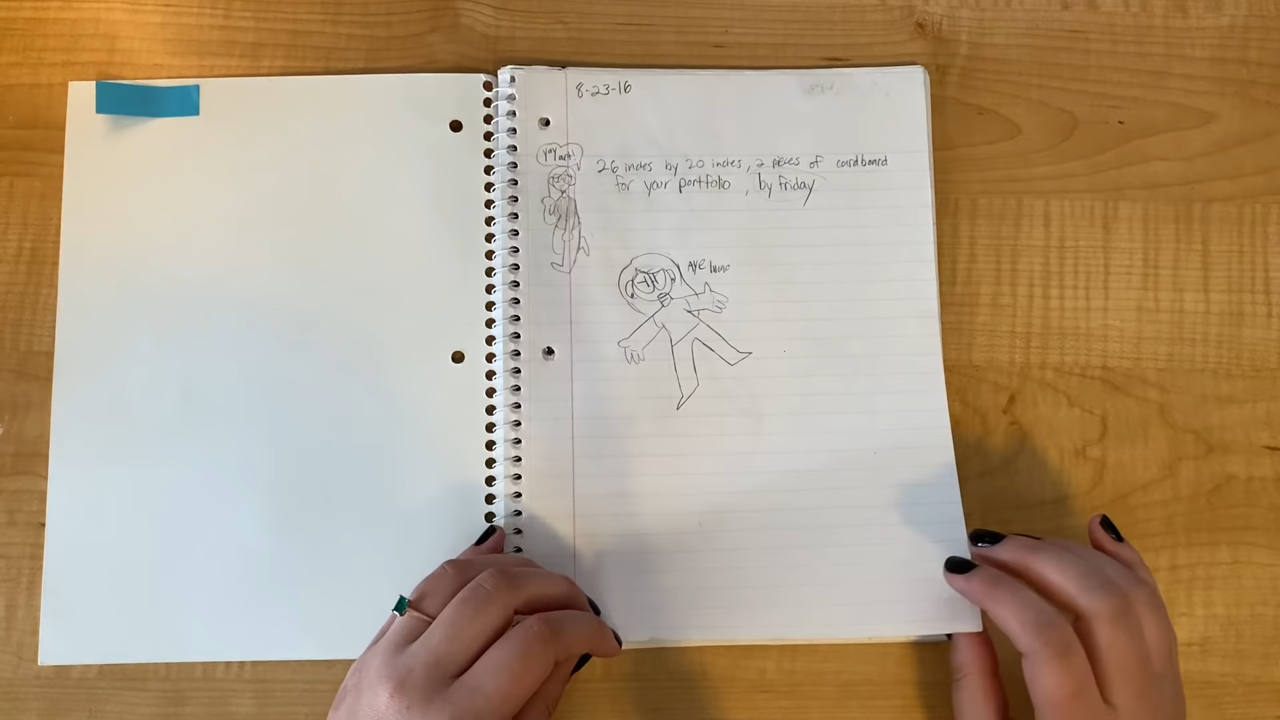 8-23-16
yay art!
26 inches by 20 inches, 2 pieces of cardboard
for your portfolio, by friday
Aye